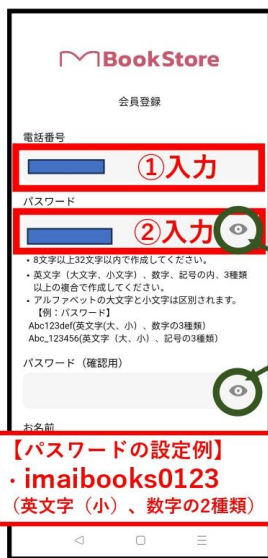 BookStore
会員登録
電話番号
①入力
パスワード
②入力
・8文字以上32文字以内で作成してください。
・英文字（大文字、小文字）、数字、記号の内、3種類
以上の複合で作成してください。
・アルファベットの大文字と小文字は区別されます。
【例：パスワード】
Abc123def(英文字(大、小）、数字の3種類)
Abc_123456(英文字（大、小）、記号の3種類)
パスワード（確認用）
お名前
【パスワードの設定例】
・imaibooks0123
（英文字（小）、数字の2種類）